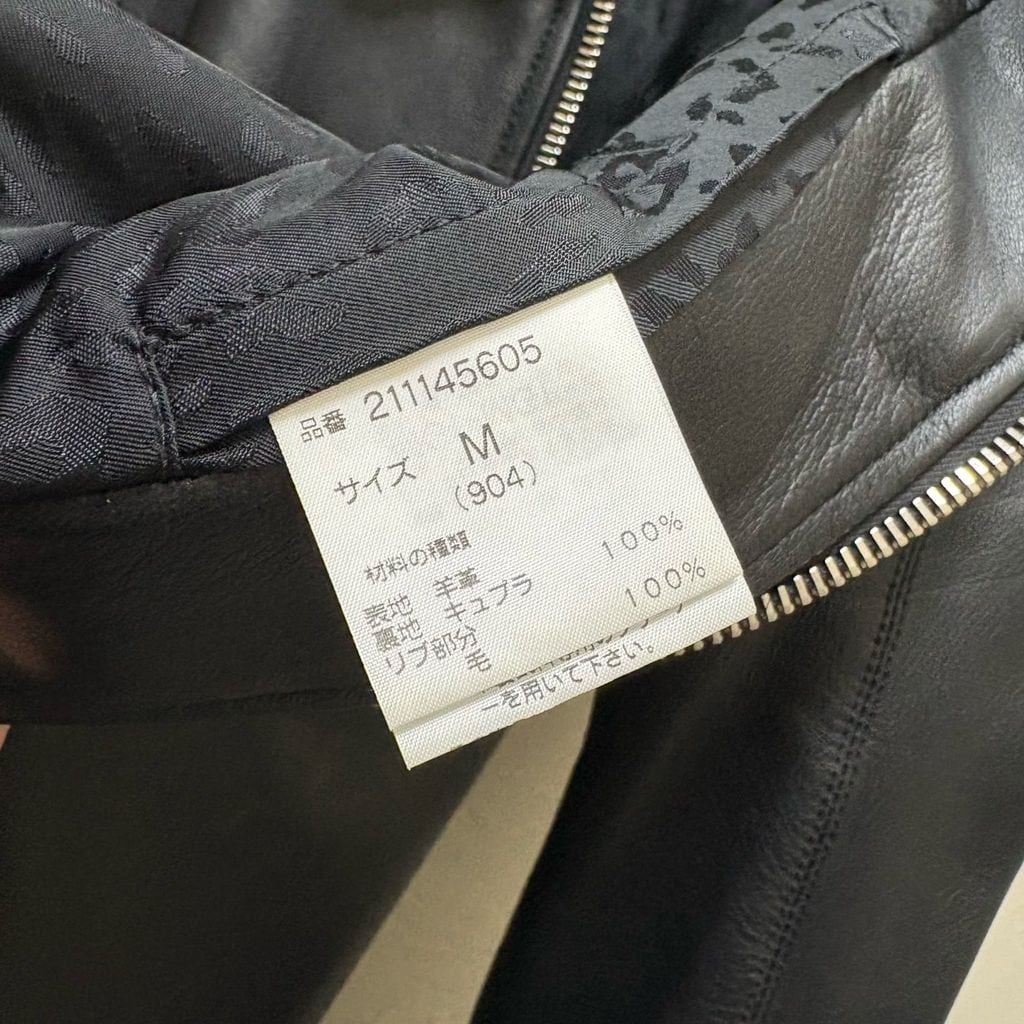 品番 211145605
サイズ M
(904)
材料の種類
表地 羊革 100%
裏地 キュプラ 100%
リブ部分
毛
ーを用いて下さい。